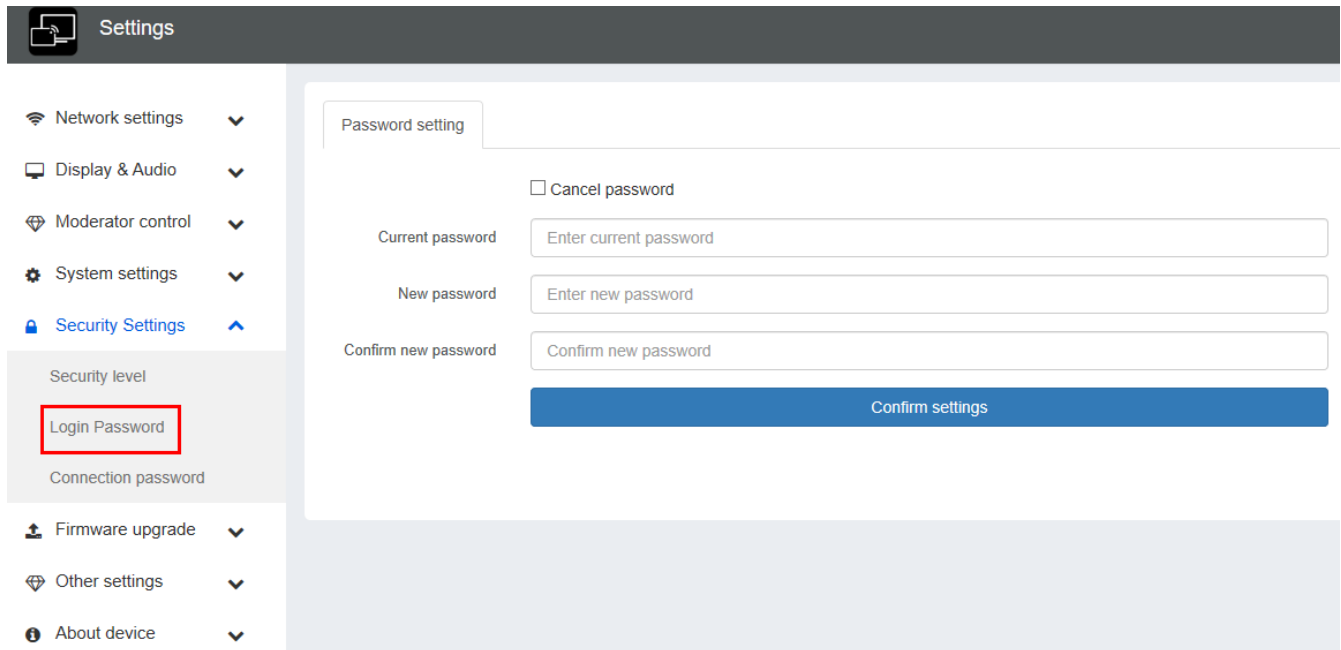 Settings
Network settings
Display & Audio
Moderator control
System settings
Security Settings
Security level
Login Password
Connection password
Firmware upgrade
Other settings
About device
Password setting
Cancel password
Current password
Enter current password
New password
Enter new password
Confirm new password
Confirm new password
Confirm settings